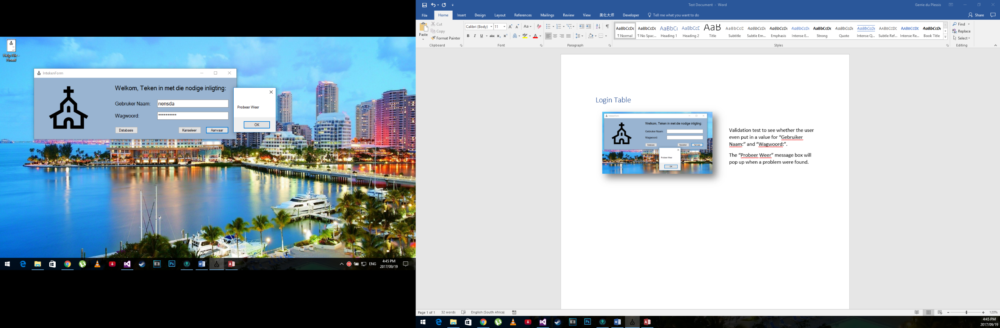 Help File -
Finaal
IntekenForm
Welkom, Teken in met die nodige inligting:
Gebruker Naam: nensda
Wagwoord: **********
Databasis Kanseleer Aanvaar
Probeer Weer
OK
ENG
4:45 PM
2017/09/19
Test Document - Word
Gerrie du Plessis
File Home Insert Design Layout References Mailings Review View 美化大师 Developer Tell me what you want to do Share
Paste
Cut
Copy
Format Painter
Clipboard
Calibri (Body) 11
Font
Paragraph
AaBbCcDc AaBbCcDc AaBbCc AaBbCcE AaB AaBbCcD AaBbCcDc AaBbCcDc AaBbCcDc AaBbCcDc AaBbCcDc AaBbCcDc AABBCCDC AABBCCDC AaBbCcDc
¶ Normal ¶ No Spac... Heading 1 Heading 2 Title Subtitle Subtle Em... Emphasis Intense E... Strong Quote Intense Q... Subtle Ref... Intense Re... Book Title
Styles
Find
Replace
Select
Editing
Login Table
IntekenForm
Welkom, Teken in met die nodige inligting:
Gebruker Naam:
Wagwoord:
Databasis Kanseleer Aanvaar
Probeer Weer
OK
Validation test to see whether the user
even put in a value for “Gebruiker
Naam:” and “Wagwoord:”.
The “Probeer Weer” message box will
pop up when a problem were found.
Page 1 of 1 32 words English (South Africa) 120%
4:45 PM
2017/09/19